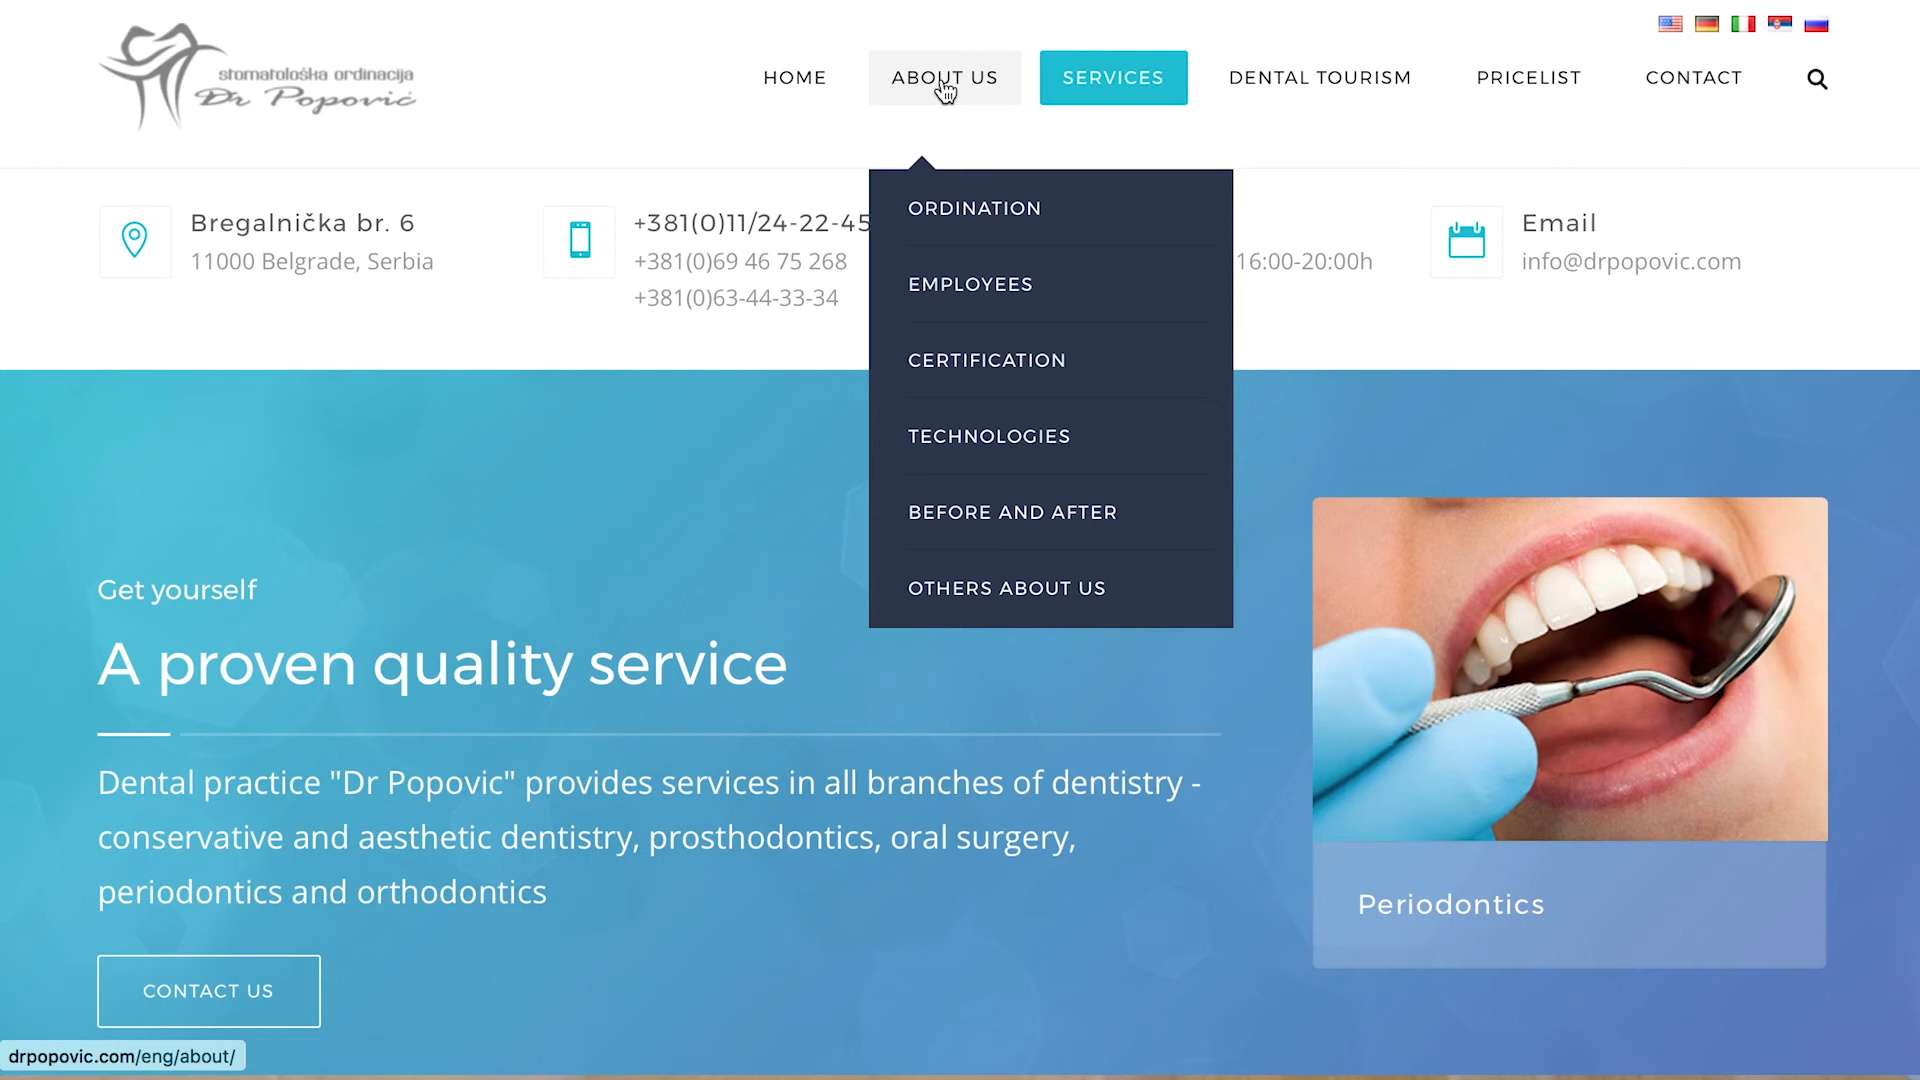 stomatološka ordinacija
Dr Popović
HOME
ABOUT US
SERVICES
DENTAL TOURISM
PRICELIST
CONTACT
Bregalnička br. 6
11000 Belgrade, Serbia
+381(0)11/24-22-45
+381(0)69 46 75 268
+381(0)63-44-33-34
16:00-20:00h
Email
info@drpopovic.com
ORDINATION
EMPLOYEES
CERTIFICATION
TECHNOLOGIES
BEFORE AND AFTER
OTHERS ABOUT US
Get yourself
A proven quality service
Dental practice "Dr Popovic" provides services in all branches of dentistry -
conservative and aesthetic dentistry, prosthodontics, oral surgery,
periodontics and orthodontics
CONTACT US
Periodontics
drpopovic.com/eng/about/